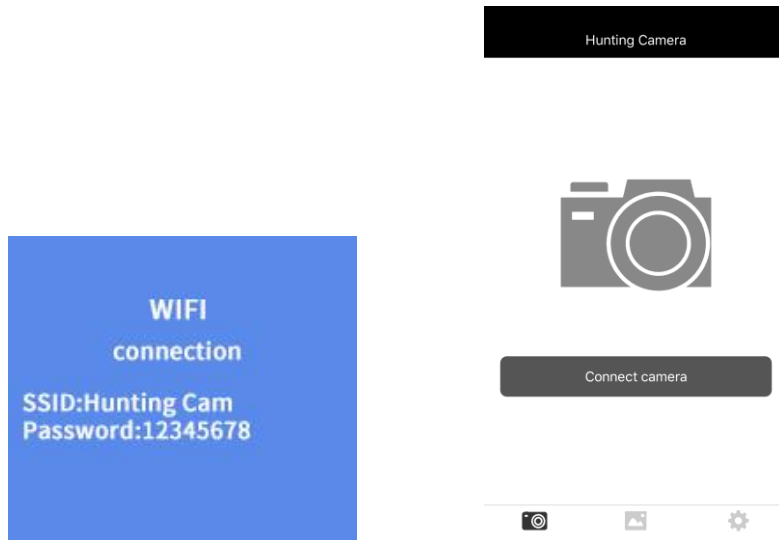 WIFI
connection
SSID:Hunting Cam
Password:12345678
Hunting Camera
Connect camera